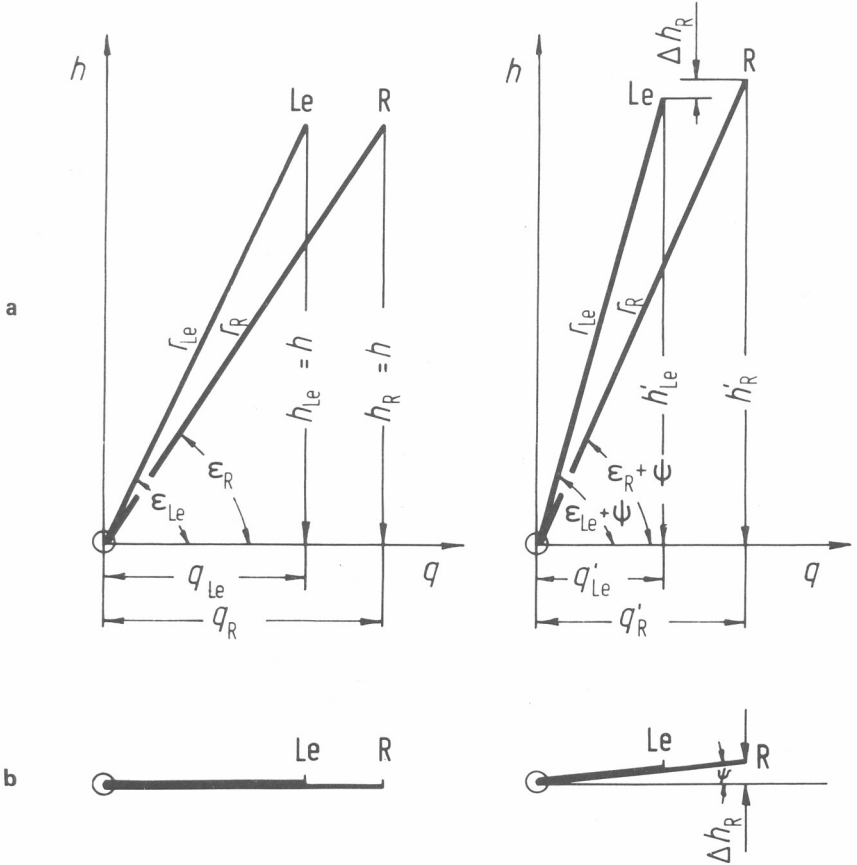 h
Le
R
a
r_Le
r_R
h_Le = h
h_R = h
ε_R
ε_Le
q_Le
q
q_R
h
Δh_R
Le
R
r_Le
r_R
h'_Le
h'_R
ε_R + ψ
ε_Le + ψ
q'_Le
q
q'_R
b
Le
R
Le
R
ψ
Δh_R